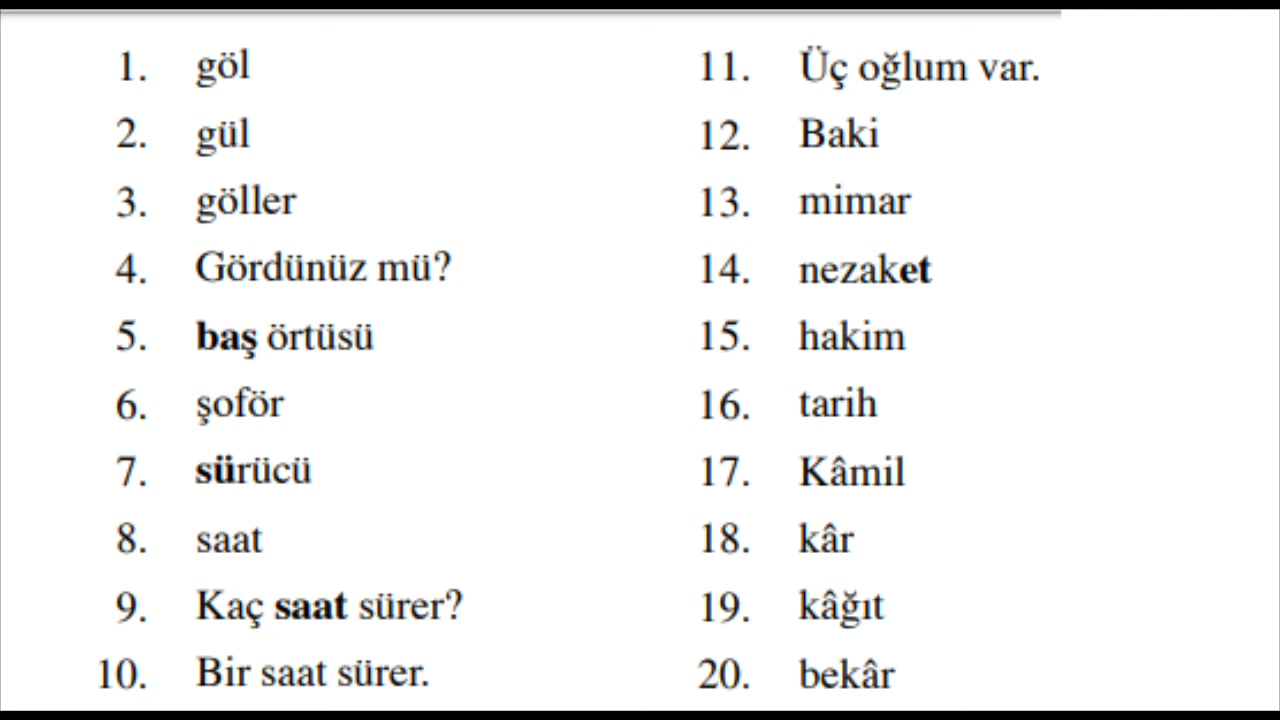 1. göl
2. gül
3. göller
4. Gördünüz mü?
5. baş örtüsü
6. şoför
7. sürücü
8. saat
9. Kaç saat sürer?
10. Bir saat sürer.
11. Üç oğlum var.
12. Baki
13. mimar
14. nezaket
15. hakim
16. tarih
17. Kâmil
18. kâr
19. kâğıt
20. bekâr